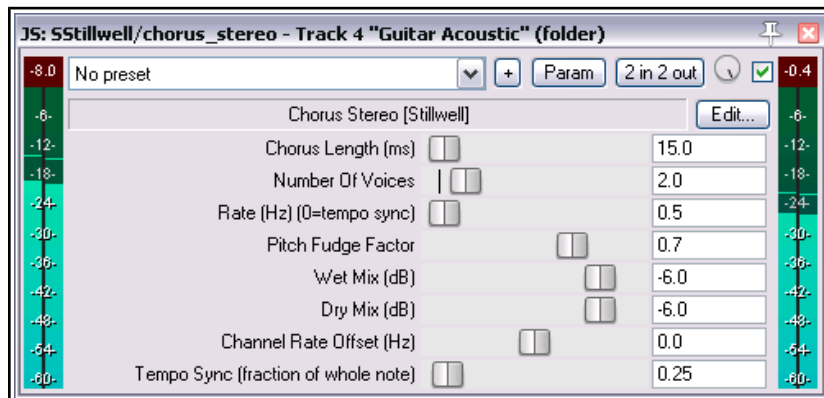 JS: SStillwell/chorus_stereo - Track 4 "Guitar Acoustic" (folder)
-8.0 No preset + Param 2 in 2 out -0.4
Chorus Stereo [Stillwell] Edit...
Chorus Length (ms) 15.0
Number Of Voices 2.0
Rate (Hz) (0=tempo sync) 0.5
Pitch Fudge Factor 0.7
Wet Mix (dB) -6.0
Dry Mix (dB) -6.0
Channel Rate Offset (Hz) 0.0
Tempo Sync (fraction of whole note) 0.25
-6-
-12-
-18-
-24-
-30-
-36-
-42-
-48-
-54-
-60-
-6-
-12-
-18-
-24-
-30-
-36-
-42-
-48-
-54-
-60-